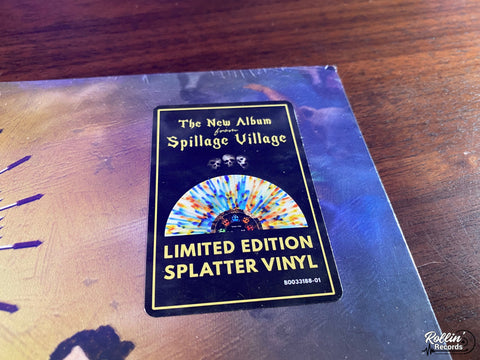 The New Album
from
Spillage Village
LIMITED EDITION
SPLATTER VINYL
B0033188-01
Rollin'
Records